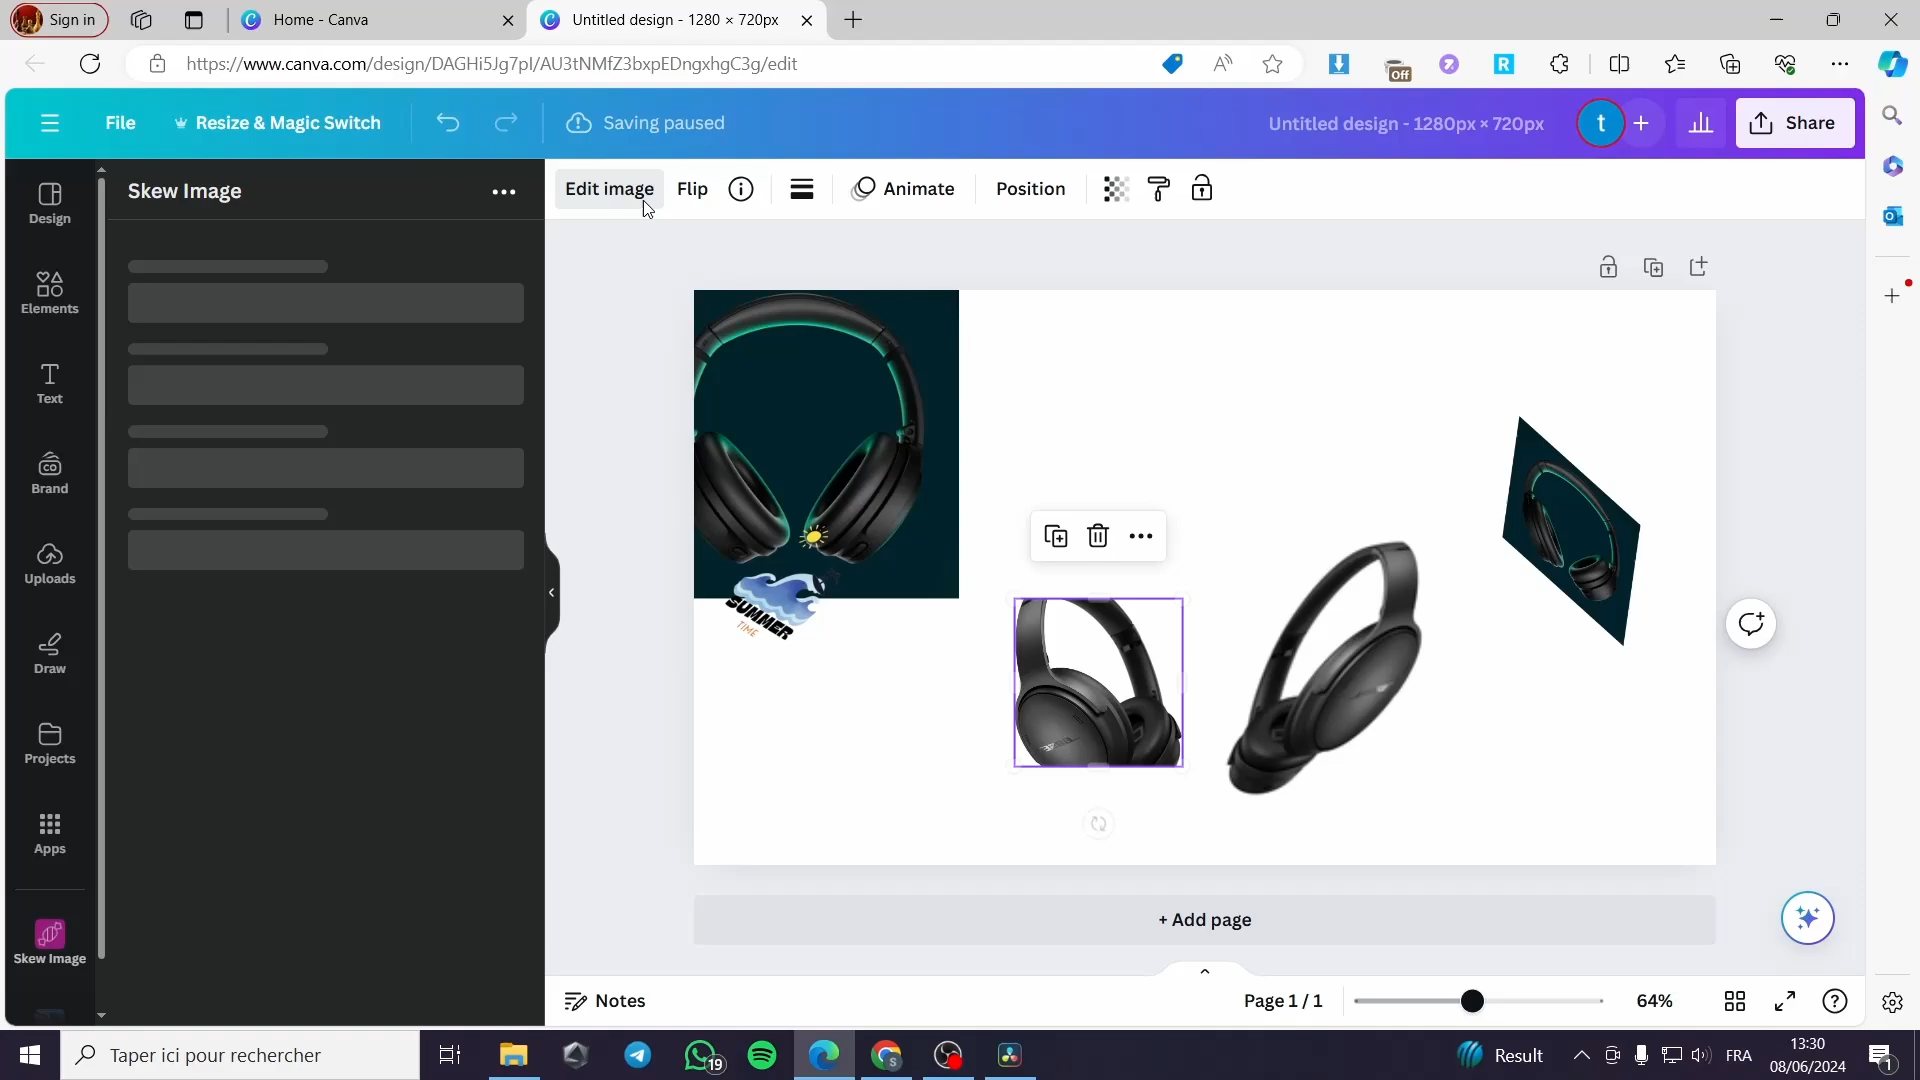 Sign in
Home - Canva
Untitled design - 1280 × 720px
https://www.canva.com/design/DAGHi5Jg7pI/AU3tNMfZ3bxpEDngxhgC3g/edit
Off
File
Resize & Magic Switch
Saving paused
Untitled design - 1280px × 720px
t
Share
Design
Elements
Text
Brand
Uploads
Draw
Projects
Apps
Skew Image
Skew Image
Edit image
Flip
Animate
Position
SUMMER
TIME
+ Add page
Notes
Page 1 / 1
64%
Taper ici pour rechercher
19
Result
FRA
13:30
08/06/2024
1